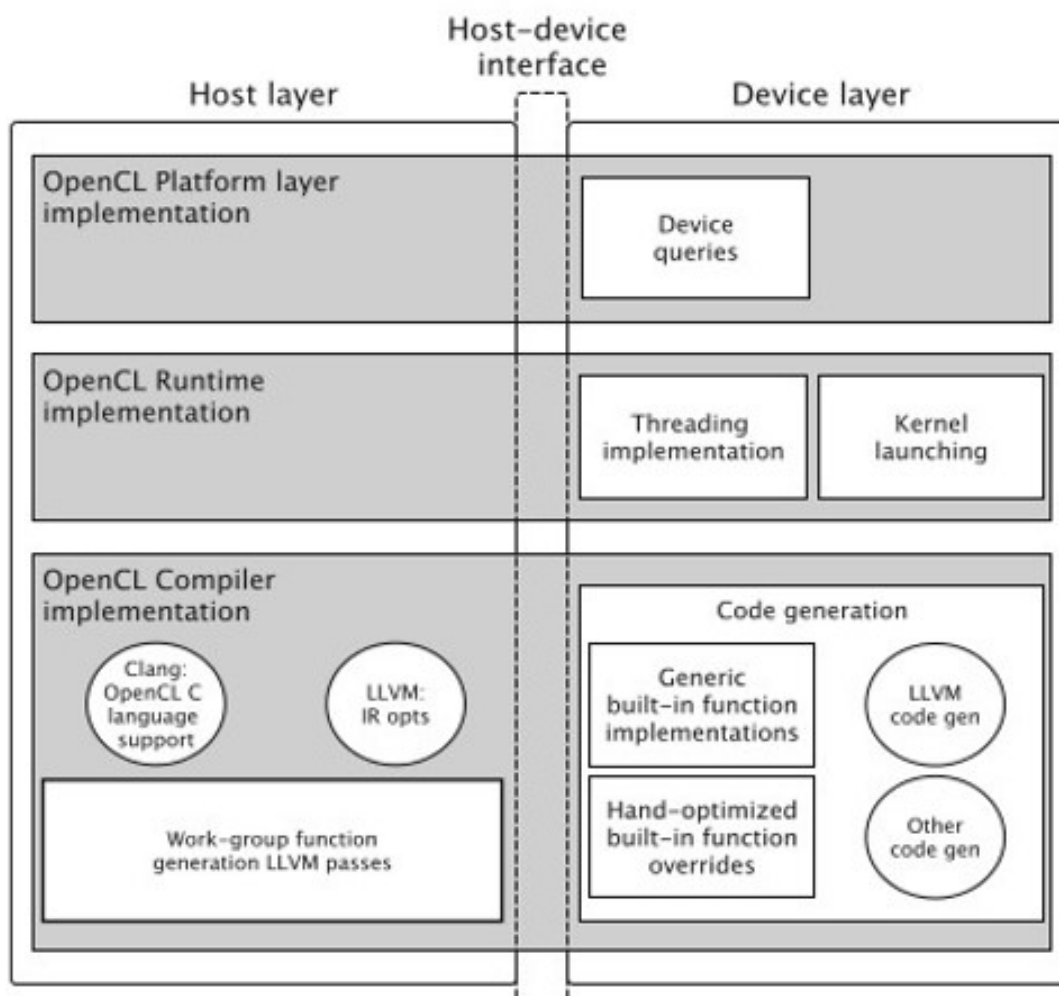 Host-device
interface
Host layer
Device layer
OpenCL Platform layer
implementation
Device
queries
OpenCL Runtime
implementation
Threading
implementation
Kernel
launching
OpenCL Compiler
implementation
Clang:
OpenCL C
language
support
LLVM:
IR opts
Work-group function
generation LLVM passes
Code generation
Generic
built-in function
implementations
LLVM
code gen
Hand-optimized
built-in function
overrides
Other
code gen